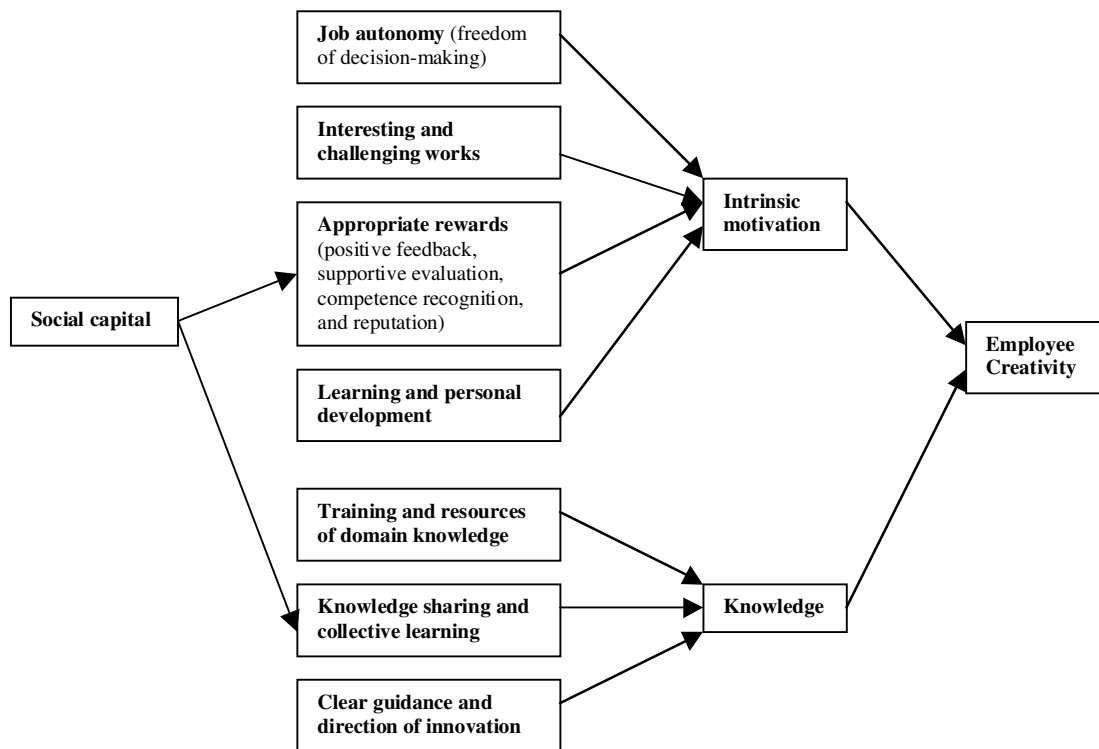 Job autonomy (freedom
of decision-making)
Interesting and
challenging works
Appropriate rewards
(positive feedback,
supportive evaluation,
competence recognition,
and reputation)
Learning and personal
development
Social capital
Intrinsic
motivation
Employee
Creativity
Training and resources
of domain knowledge
Knowledge sharing and
collective learning
Clear guidance and
direction of innovation
Knowledge